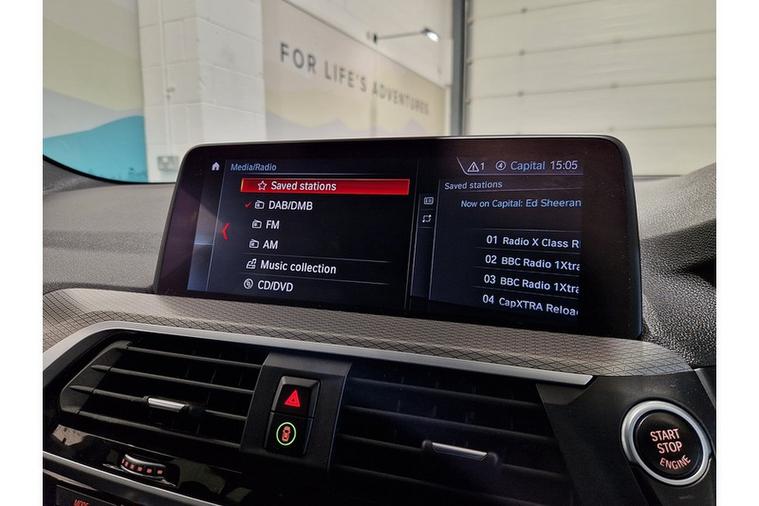 FOR LIFE'S ADVENTURES
Media/Radio
1 Capital 15:05
Saved stations
DAB/DMB
FM
AM
Music collection
CD/DVD
Saved stations
Now on Capital: Ed Sheeran
01 Radio X Class R
02 BBC Radio 1Xtra
03 BBC Radio 1Xtra
04 CapXTRA Reloa
START
STOP
ENGINE
MODE